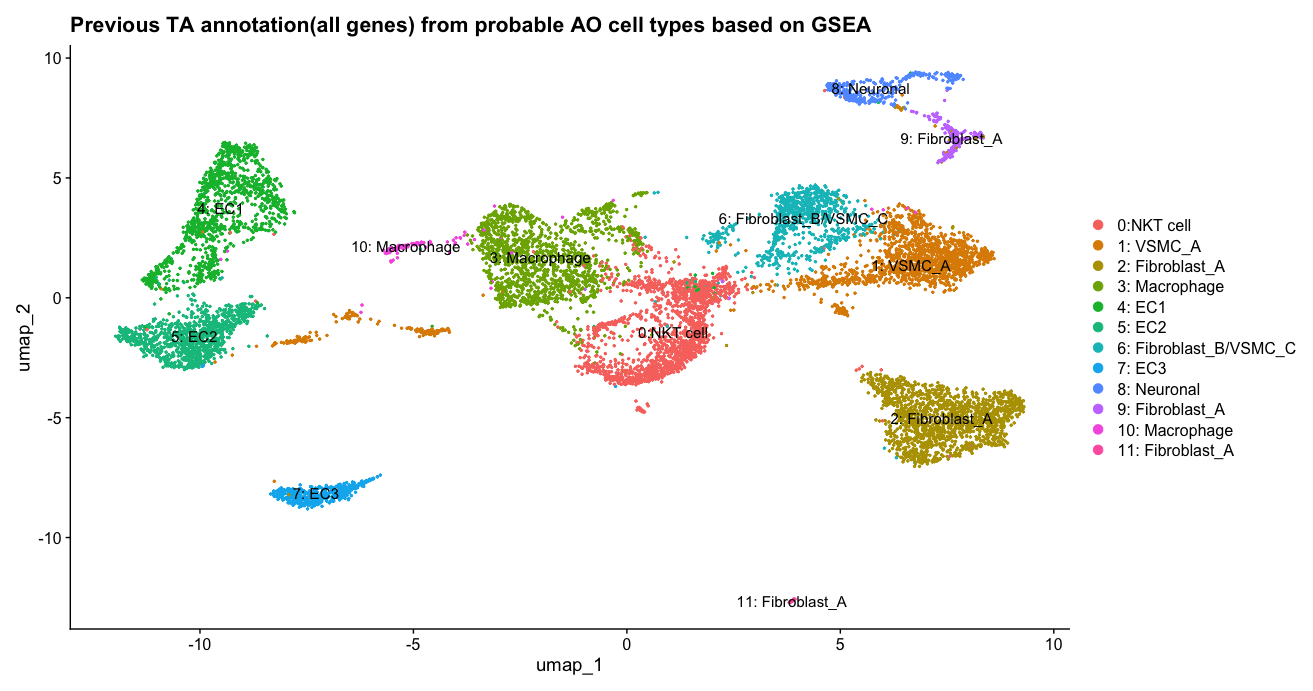 Previous TA annotation(all genes) from probable AO cell types based on GSEA
10
5
0
-5
-10
umap_2
-10
-5
0
5
10
umap_1
8: Neuronal
9: Fibroblast_A
4: EC1
6: Fibroblast_B/VSMC_C
10: Macrophage
3: Macrophage
1: VSMC_A
0:NKT cell
5: EC2
2: Fibroblast_A
7: EC3
11: Fibroblast_A
0:NKT cell
1: VSMC_A
2: Fibroblast_A
3: Macrophage
4: EC1
5: EC2
6: Fibroblast_B/VSMC_C
7: EC3
8: Neuronal
9: Fibroblast_A
10: Macrophage
11: Fibroblast_A